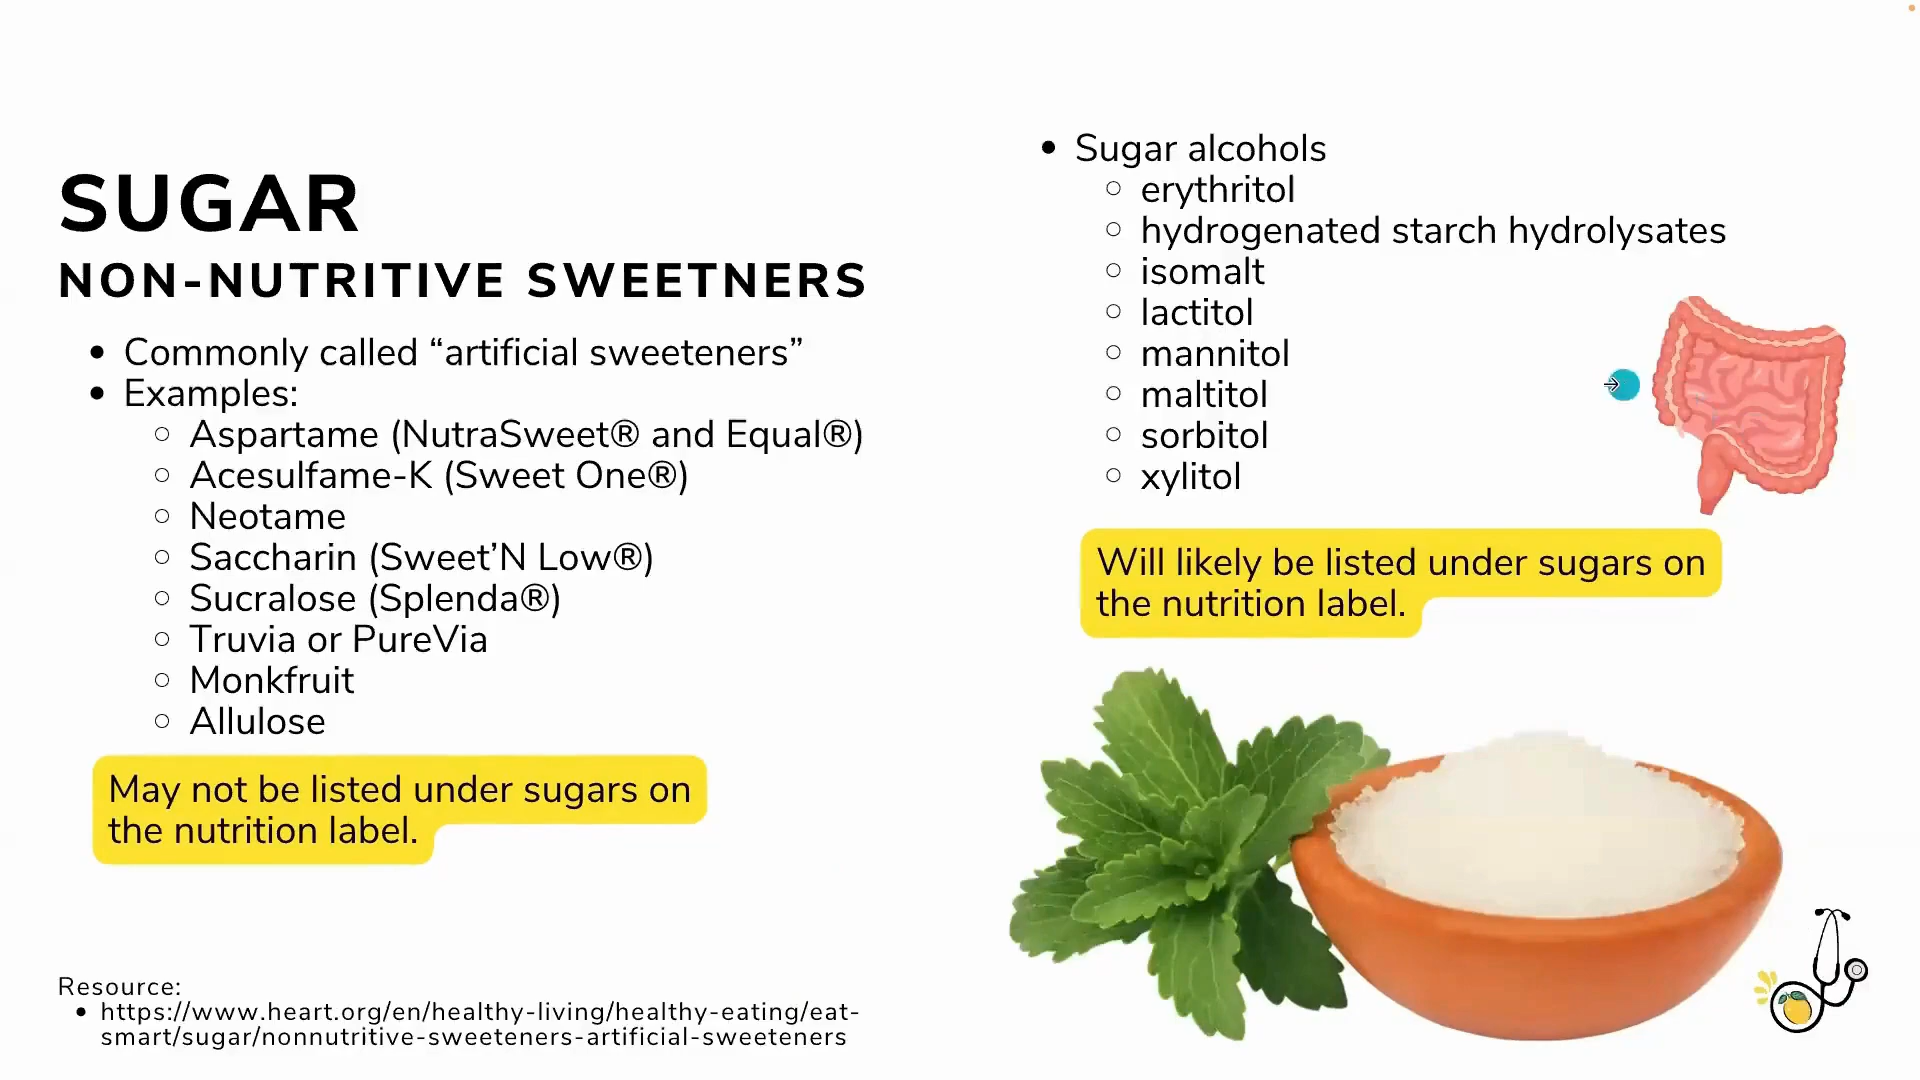 SUGAR
NON-NUTRITIVE SWEETNERS
Commonly called “artificial sweeteners”
Examples:
Aspartame (NutraSweet® and Equal®)
Acesulfame-K (Sweet One®)
Neotame
Saccharin (Sweet’N Low®)
Sucralose (Splenda®)
Truvia or PureVia
Monkfruit
Allulose
May not be listed under sugars on
the nutrition label.
Resource:
https://www.heart.org/en/healthy-living/healthy-eating/eat-
smart/sugar/nonnutritive-sweeteners-artificial-sweeteners
Sugar alcohols
erythritol
hydrogenated starch hydrolysates
isomalt
lactitol
mannitol
maltitol
sorbitol
xylitol
Will likely be listed under sugars on
the nutrition label.